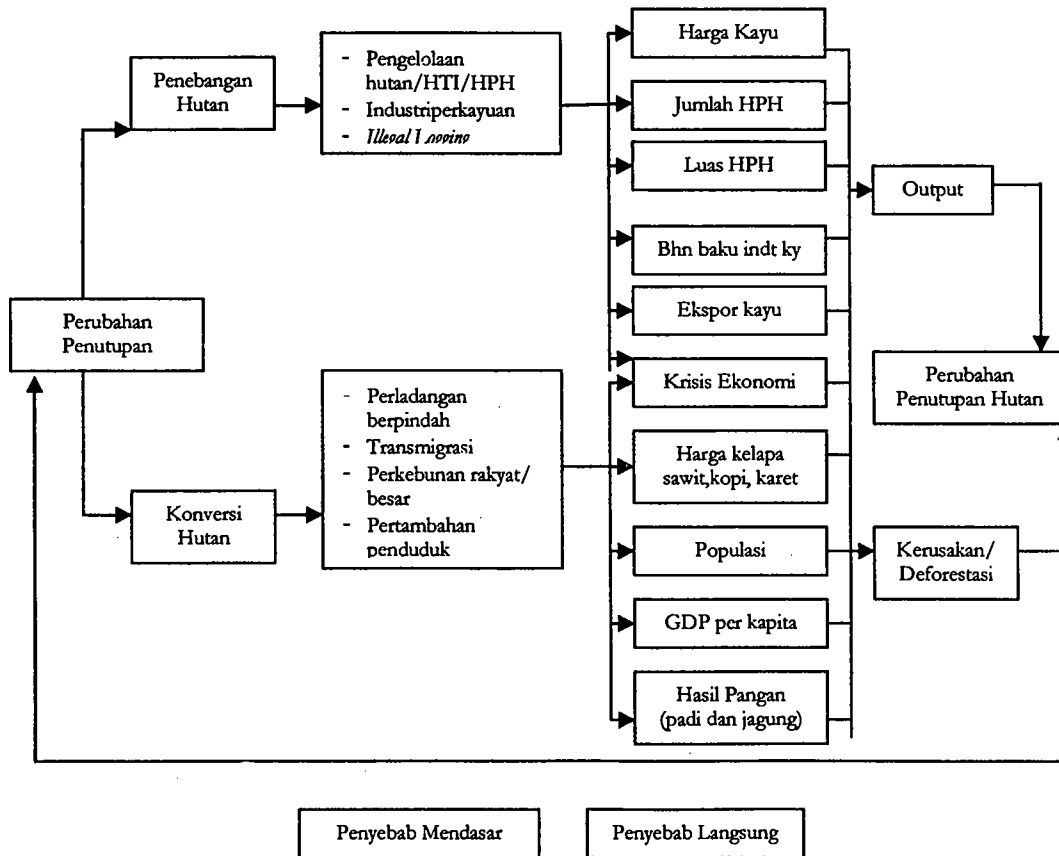 Penebangan
Hutan
- Pengelolaan
hutan/HTI/HPH
- Industriperkayuan
- Illegal Logging
Harga Kayu
Jumlah HPH
Luas HPH
Bhn baku indt ky
Ekspor kayu
Krisis Ekonomi
Harga kelapa
sawit,kopi, karet
Populasi
GDP per kapita
Hasil Pangan
(padi dan jagung)
Output
Perubahan
Penutupan Hutan
Kerusakan/
Deforestasi
Perubahan
Penutupan
Konversi
Hutan
- Perladangan
berpindah
- Transmigrasi
- Perkebunan rakyat/
besar
- Pertambahan
penduduk
Penyebab Mendasar
Penyebab Langsung